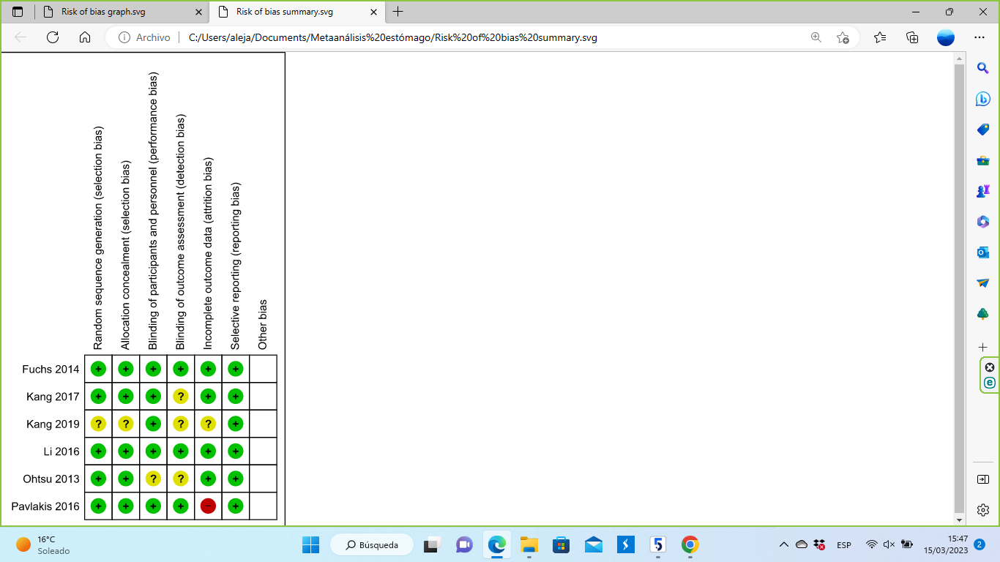 Risk of bias graph.svg
Risk of bias summary.svg
Archivo
C:/Users/aleja/Documents/Metaanálisis%20estómago/Risk%20of%20bias%20summary.svg
Random sequence generation (selection bias)
Allocation concealment (selection bias)
Blinding of participants and personnel (performance bias)
Blinding of outcome assessment (detection bias)
Incomplete outcome data (attrition bias)
Selective reporting (reporting bias)
Other bias
Fuchs 2014 + + + + + +
Kang 2017 + + + ? + +
Kang 2019 ? ? + ? ? +
Li 2016 + + + + + +
Ohtsu 2013 + + ? ? + +
Pavlakis 2016 + + + + − +
16°C
Soleado
Búsqueda
5
ESP
15:47
15/03/2023
2